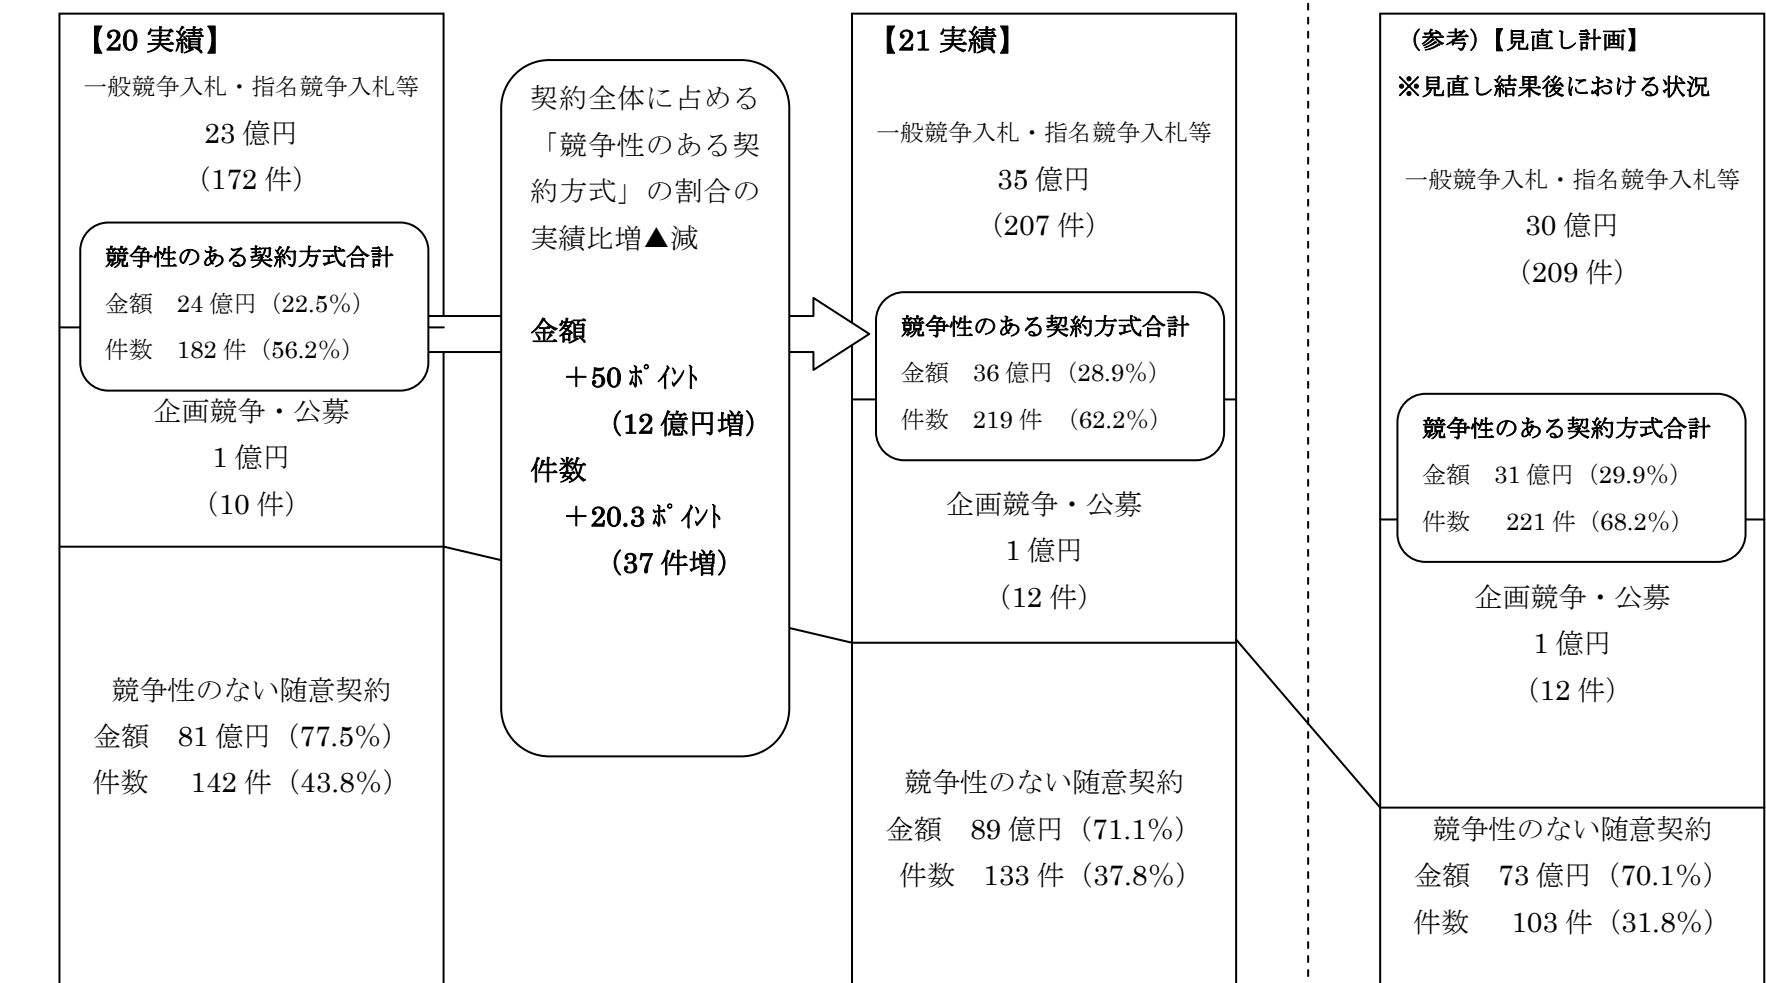 【20 実績】
一般競争入札・指名競争入札等
23 億円
（172 件）
競争性のある契約方式合計
金額　24 億円（22.5%）
件数　182 件（56.2%）
企画競争・公募
1 億円
（10 件）
競争性のない随意契約
金額　81 億円（77.5%）
件数　142 件（43.8%）
契約全体に占める
「競争性のある契
約方式」の割合の
実績比増▲減
金額
＋50 ﾎﾟｲﾝﾄ
（12 億円増）
件数
＋20.3 ﾎﾟｲﾝﾄ
（37 件増）
【21 実績】
一般競争入札・指名競争入札等
35 億円
（207 件）
競争性のある契約方式合計
金額　36 億円（28.9%）
件数　219 件　（62.2%）
企画競争・公募
1 億円
（12 件）
競争性のない随意契約
金額　89 億円（71.1%）
件数　133 件（37.8%）
（参考）【見直し計画】
※見直し結果後における状況
一般競争入札・指名競争入札等
30 億円
（209 件）
競争性のある契約方式合計
金額　31 億円（29.9%）
件数　221 件（68.2%）
企画競争・公募
1 億円
（12 件）
競争性のない随意契約
金額　73 億円（70.1%）
件数　103 件（31.8%）